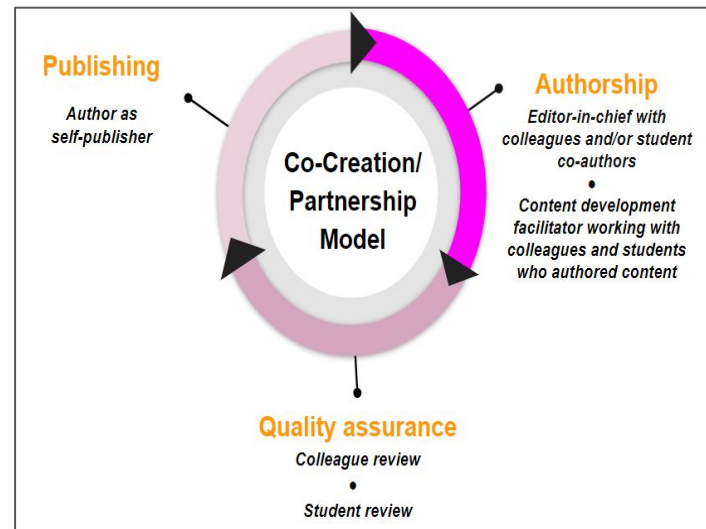 Publishing
Author as
self-publisher
Co-Creation/
Partnership
Model
Authorship
Editor-in-chief with
colleagues and/or student
co-authors
•
Content development
facilitator working with
colleagues and students
who authored content
Quality assurance
Colleague review
•
Student review